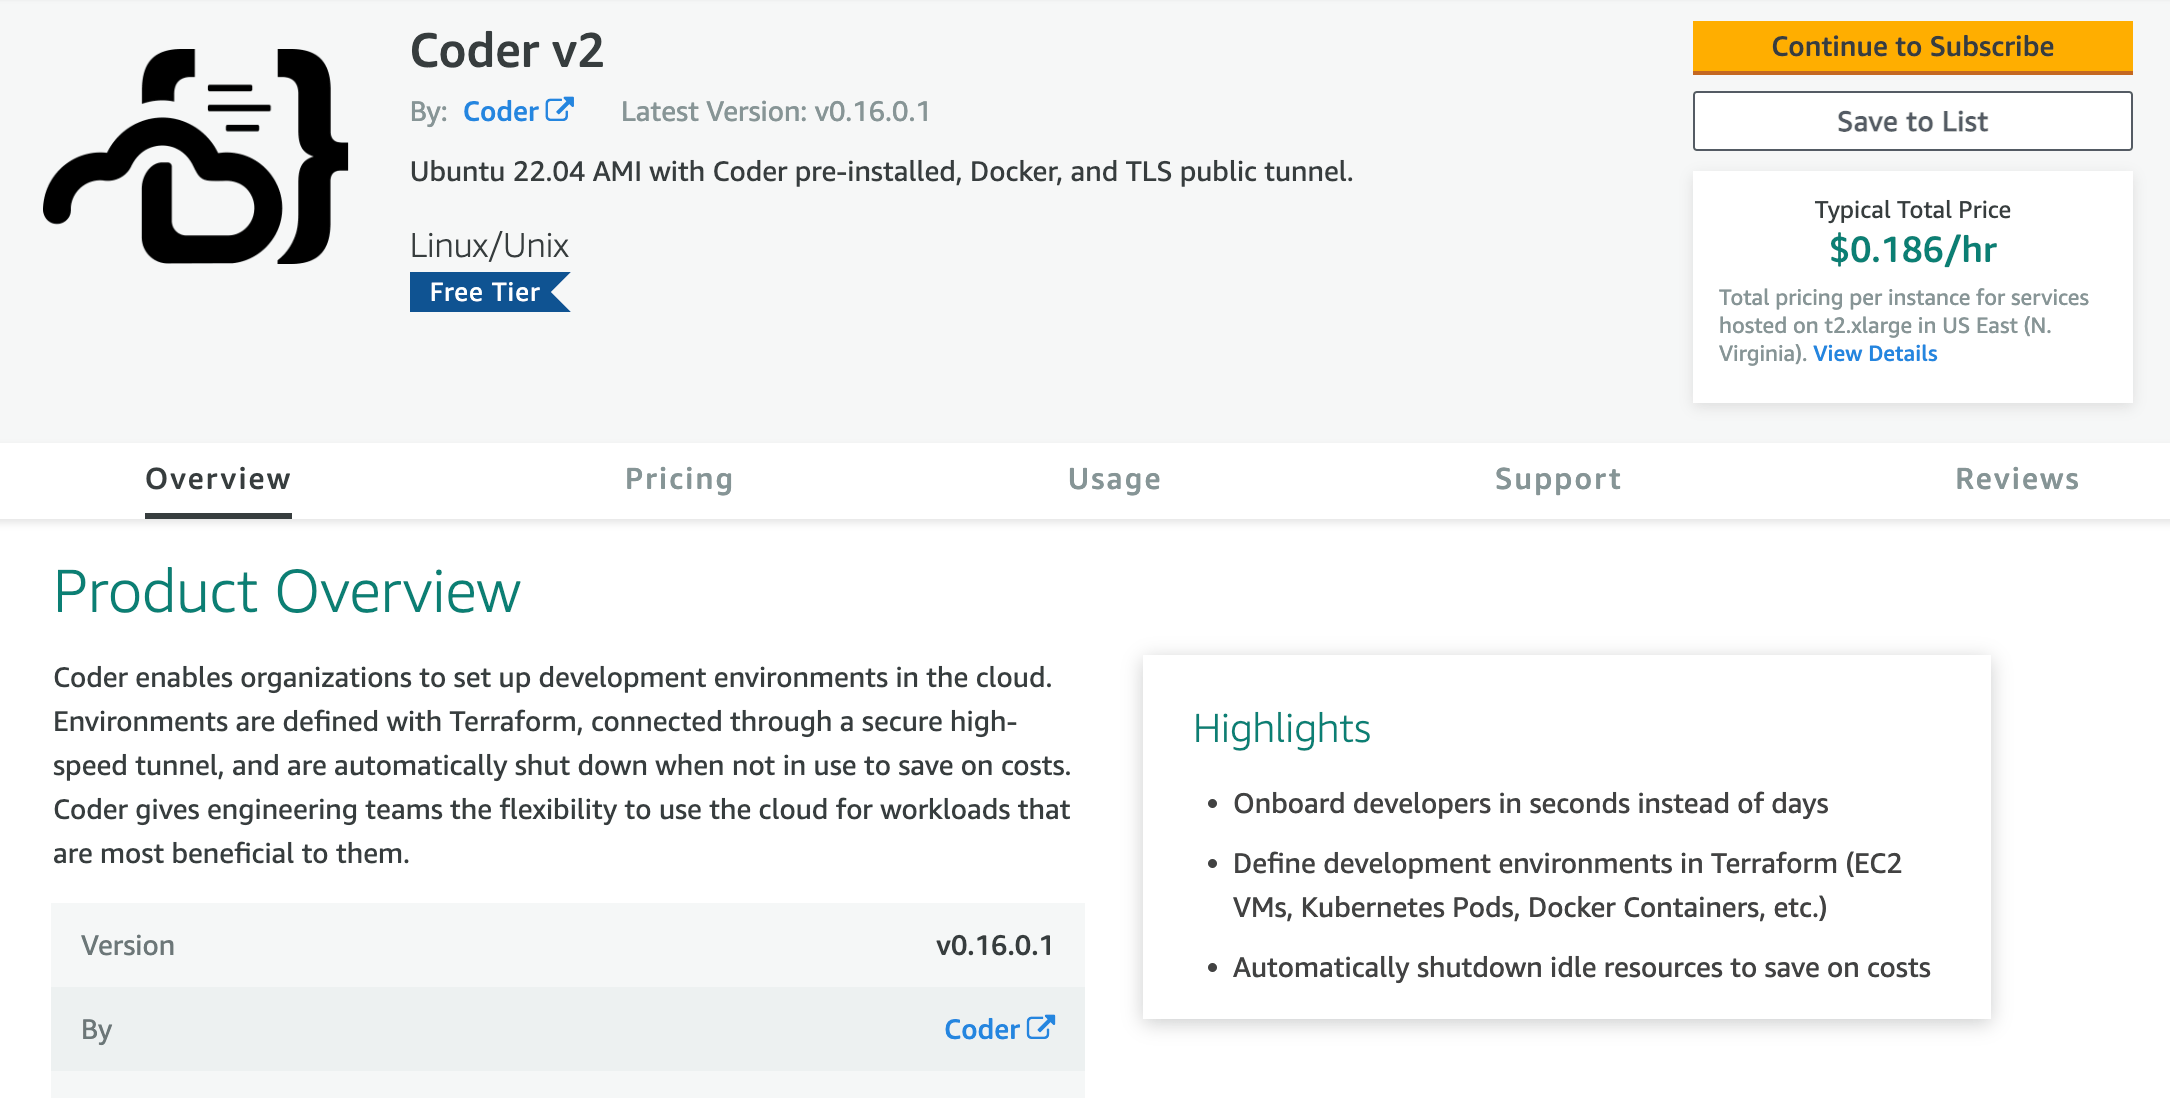 Coder v2
By: Coder Latest Version: v0.16.0.1
Ubuntu 22.04 AMI with Coder pre-installed, Docker, and TLS public tunnel.
Linux/Unix
Free Tier
Continue to Subscribe
Save to List
Typical Total Price
$0.186/hr
Total pricing per instance for services
hosted on t2.xlarge in US East (N.
Virginia). View Details
Overview Pricing Usage Support Reviews
Product Overview
Coder enables organizations to set up development environments in the cloud.
Environments are defined with Terraform, connected through a secure high-
speed tunnel, and are automatically shut down when not in use to save on costs.
Coder gives engineering teams the flexibility to use the cloud for workloads that
are most beneficial to them.
Version v0.16.0.1
By Coder
Highlights
• Onboard developers in seconds instead of days
• Define development environments in Terraform (EC2
VMs, Kubernetes Pods, Docker Containers, etc.)
• Automatically shutdown idle resources to save on costs